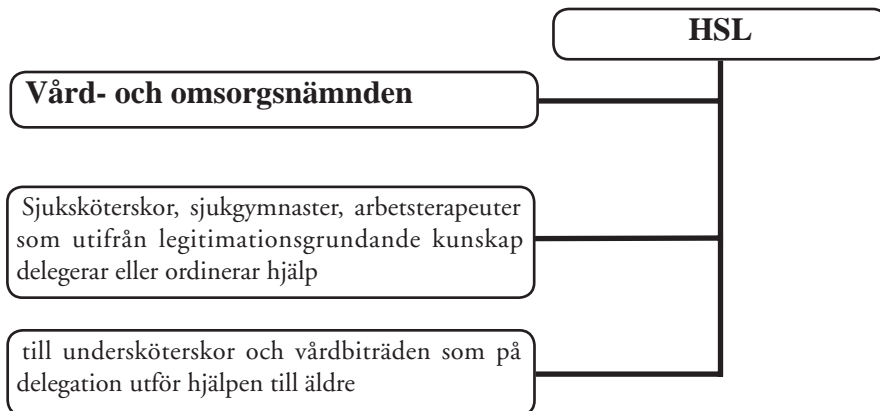 HSL
Vård- och omsorgsnämnden
Sjuksköterskor, sjukgymnaster, arbetsterapeuter
som utifrån legitimationsgrundande kunskap
delegerar eller ordinerar hjälp
till undersköterskor och vårdbiträden som på
delegation utför hjälpen till äldre